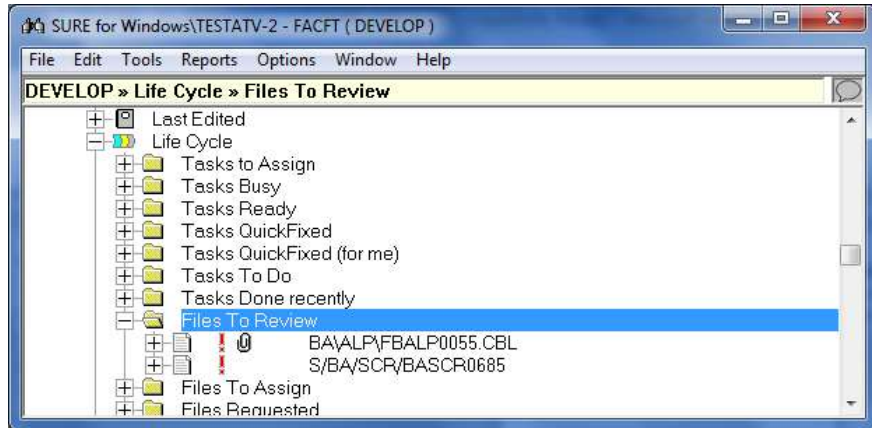 SURE for Windows\TESTATV-2 - FACFT ( DEVELOP )
File Edit Tools Reports Options Window Help
DEVELOP » Life Cycle » Files To Review
Last Edited
Life Cycle
Tasks to Assign
Tasks Busy
Tasks Ready
Tasks QuickFixed
Tasks QuickFixed (for me)
Tasks To Do
Tasks Done recently
Files To Review
BA\ALP\FBALP0055.CBL
S/BA/SCR/BASCR0685
Files To Assign
Files Requested